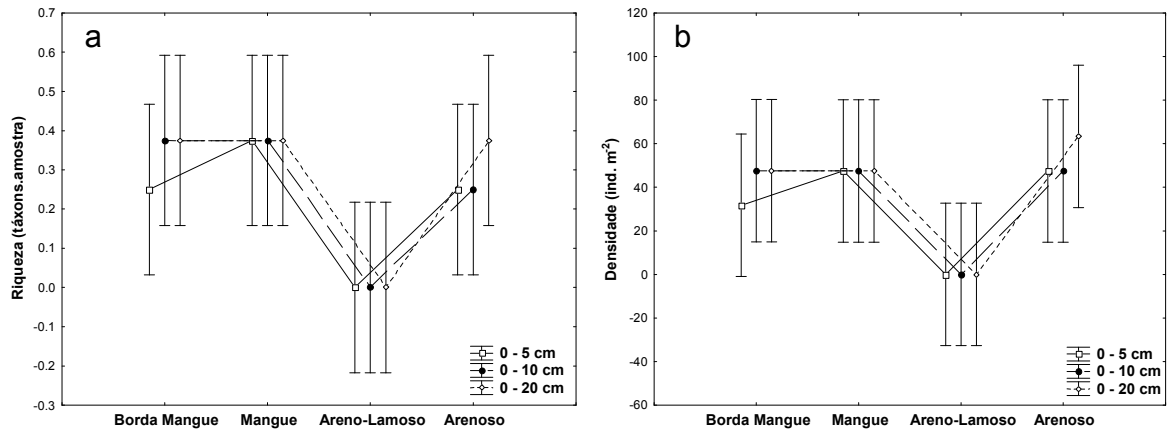 a
Riqueza (táxons.amostra)
0.7
0.6
0.5
0.4
0.3
0.2
0.1
0.0
-0.1
-0.2
-0.3
0 - 5 cm
0 - 10 cm
0 - 20 cm
Borda Mangue Mangue Areno-Lamoso Arenoso
b
Densidade (ind. m⁻²)
120
100
80
60
40
20
0
-20
-40
-60
0 - 5 cm
0 - 10 cm
0 - 20 cm
Borda Mangue Mangue Areno-Lamoso Arenoso